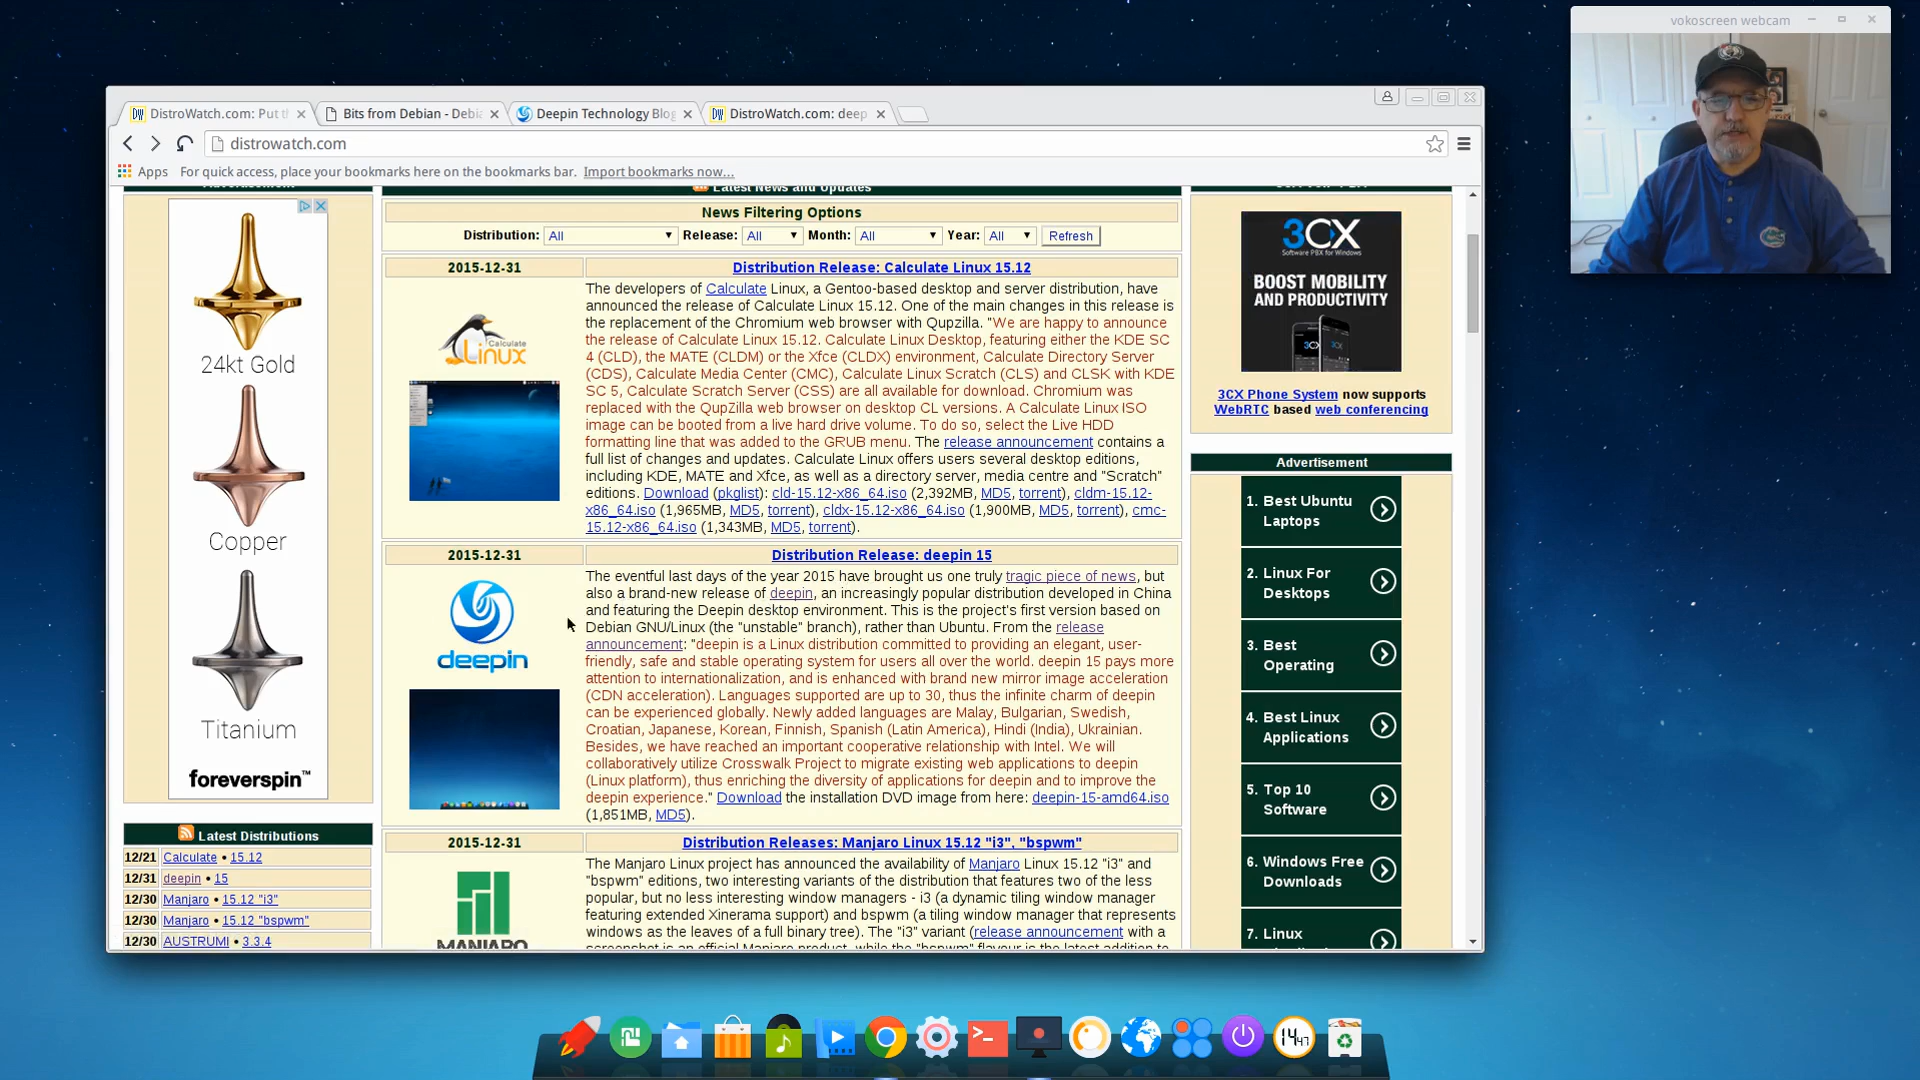 vokoscreen webcam
DistroWatch.com: Put th
Bits from Debian - Debia
Deepin Technology Blog
DistroWatch.com: deep
distrowatch.com
Apps
For quick access, place your bookmarks here on the bookmarks bar. Import bookmarks now...
24kt Gold
Copper
Titanium
foreverspin™
Latest Distributions
12/21 Calculate • 15.12
12/31 deepin • 15
12/30 Manjaro • 15.12 "i3"
12/30 Manjaro • 15.12 "bspwm"
12/30 AUSTRUMI • 3.3.4
Latest News and Updates
News Filtering Options
Distribution: All Release: All Month: All Year: All Refresh
2015-12-31
Distribution Release: Calculate Linux 15.12
Calculate
Linux
The developers of Calculate Linux, a Gentoo-based desktop and server distribution, have
announced the release of Calculate Linux 15.12. One of the main changes in this release is
the replacement of the Chromium web browser with Qupzilla. "We are happy to announce
the release of Calculate Linux 15.12. Calculate Linux Desktop, featuring either the KDE SC
4 (CLD), the MATE (CLDM) or the Xfce (CLDX) environment, Calculate Directory Server
(CDS), Calculate Media Center (CMC), Calculate Linux Scratch (CLS) and CLSK with KDE
SC 5, Calculate Scratch Server (CSS) are all available for download. Chromium was
replaced with the QupZilla web browser on desktop CL versions. A Calculate Linux ISO
image can be booted from a live hard drive volume. To do so, select the Live HDD
formatting line that was added to the GRUB menu. The release announcement contains a
full list of changes and updates. Calculate Linux offers users several desktop editions,
including KDE, MATE and Xfce, as well as a directory server, media centre and "Scratch"
editions. Download (pkglist): cld-15.12-x86_64.iso (2,392MB, MD5, torrent), cldm-15.12-
x86_64.iso (1,965MB, MD5, torrent), cldx-15.12-x86_64.iso (1,900MB, MD5, torrent), cmc-
15.12-x86_64.iso (1,343MB, MD5, torrent).
2015-12-31
Distribution Release: deepin 15
deepin
The eventful last days of the year 2015 have brought us one truly tragic piece of news, but
also a brand-new release of deepin, an increasingly popular distribution developed in China
and featuring the Deepin desktop environment. This is the project's first version based on
Debian GNU/Linux (the "unstable" branch), rather than Ubuntu. From the release
announcement: "deepin is a Linux distribution committed to providing an elegant, user-
friendly, safe and stable operating system for users all over the world. deepin 15 pays more
attention to internationalization, and is enhanced with brand new mirror image acceleration
(CDN acceleration). Languages supported are up to 30, thus the infinite charm of deepin
can be experienced globally. Newly added languages are Malay, Bulgarian, Swedish,
Croatian, Japanese, Korean, Finnish, Spanish (Latin America), Hindi (India), Ukrainian.
Besides, we have reached an important cooperative relationship with Intel. We will
collaboratively utilize Crosswalk Project to migrate existing web applications to deepin
(Linux platform), thus enriching the diversity of applications for deepin and to improve the
deepin experience." Download the installation DVD image from here: deepin-15-amd64.iso
(1,851MB, MD5).
2015-12-31
Distribution Releases: Manjaro Linux 15.12 "i3", "bspwm"
MANJARO
The Manjaro Linux project has announced the availability of Manjaro Linux 15.12 "i3" and
"bspwm" editions, two interesting variants of the distribution that features two of the less
popular, but no less interesting window managers - i3 (a dynamic tiling window manager
featuring extended Xinerama support) and bspwm (a tiling window manager that represents
windows as the leaves of a full binary tree). The "i3" variant (release announcement with a
screenshot is an official Manjaro product, while the "bspwm" flavour is the latest addition to
3CX
Software PBX for Windows
BOOST MOBILITY
AND PRODUCTIVITY
3CX Phone System now supports
WebRTC based web conferencing
Advertisement
1. Best Ubuntu
Laptops
2. Linux For
Desktops
3. Best
Operating
4. Best Linux
Applications
5. Top 10
Software
6. Windows Free
Downloads
7. Linux
14 47